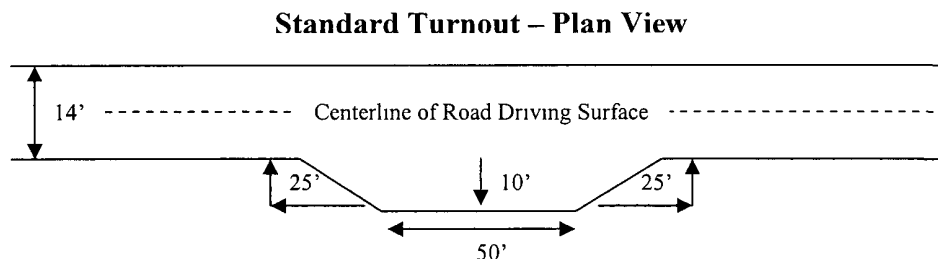 Standard Turnout – Plan View
14'
Centerline of Road Driving Surface
25'
10'
25'
50'